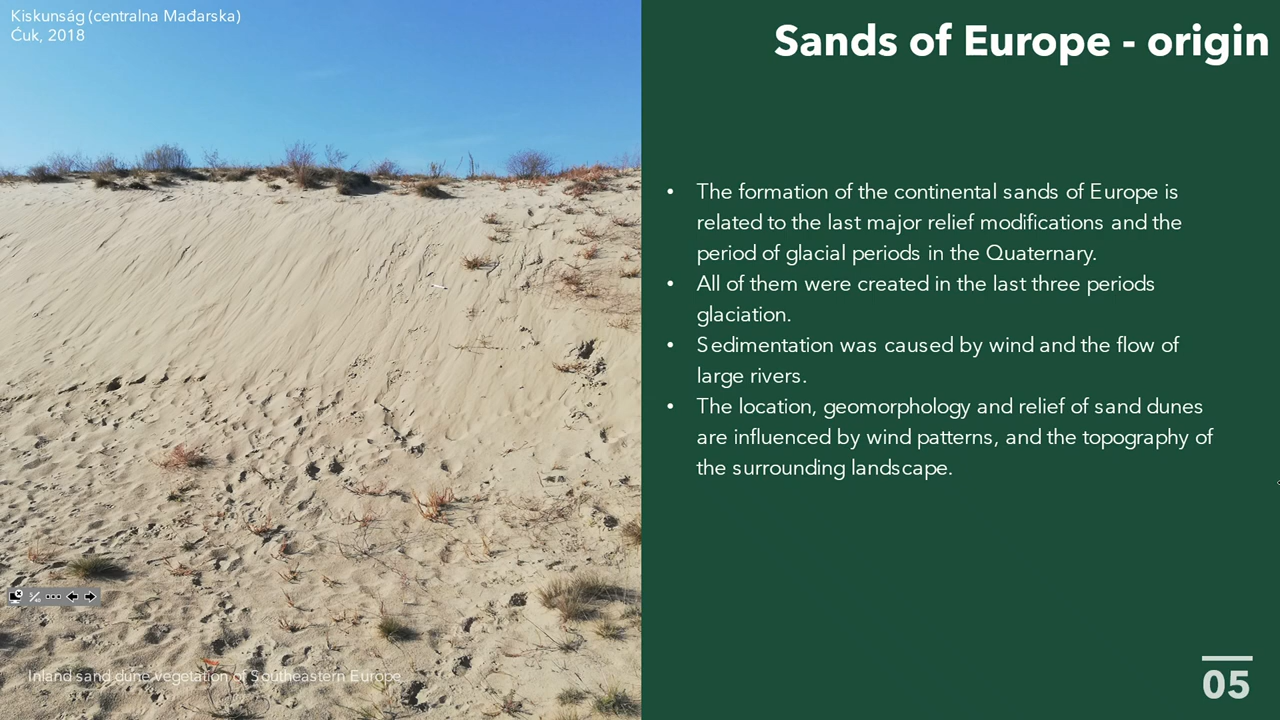 Kiskunság (centralna Mađarska)
Ćuk, 2018
Sands of Europe - origin
• The formation of the continental sands of Europe is
related to the last major relief modifications and the
period of glacial periods in the Quaternary.
• All of them were created in the last three periods
glaciation.
• Sedimentation was caused by wind and the flow of
large rivers.
• The location, geomorphology and relief of sand dunes
are influenced by wind patterns, and the topography of
the surrounding landscape.
Inland sand dune vegetation of Southeastern Europe
05